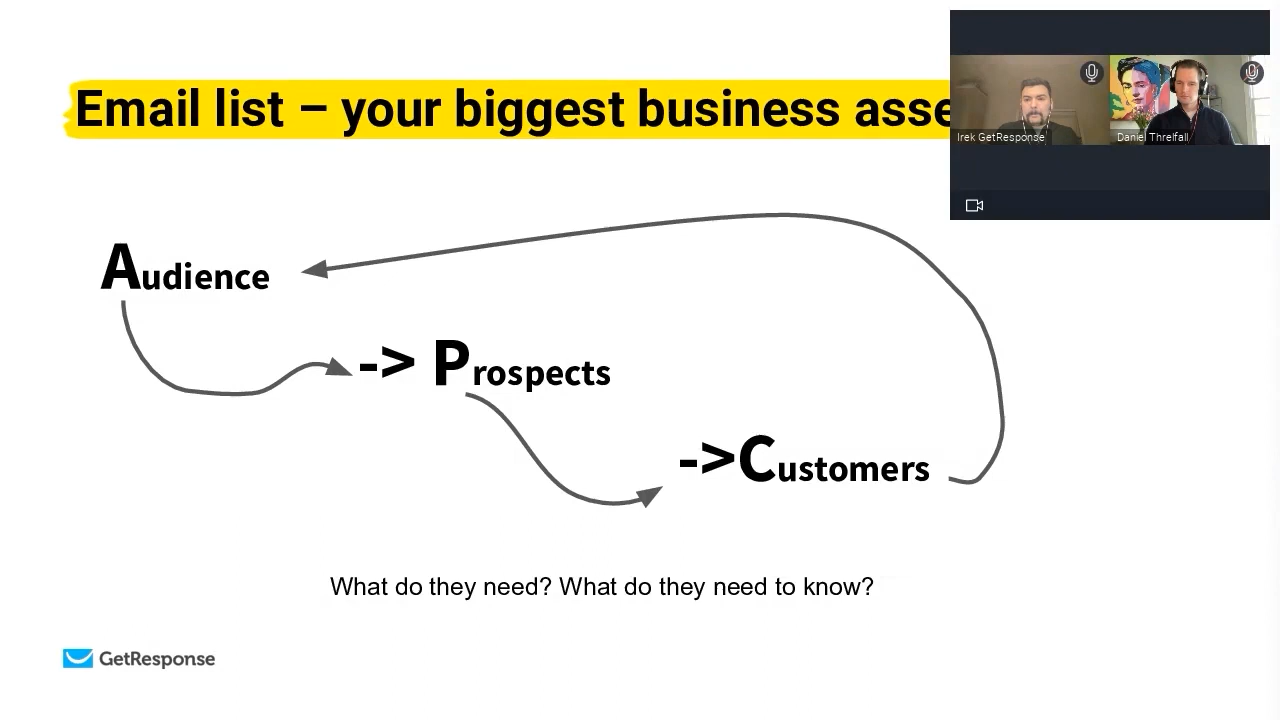 Email list – your biggest business asse
Irek GetResponse
Daniel Threlfall
Audience
-> Prospects
->Customers
What do they need? What do they need to know?
GetResponse